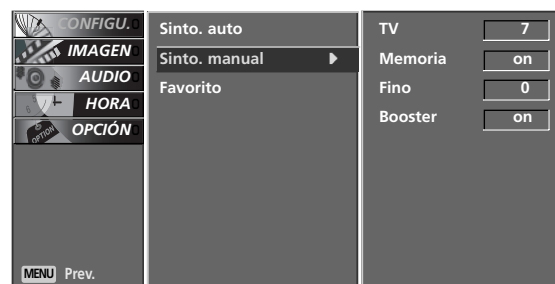 CONFIGU.
IMAGEN
AUDIO
HORA
OPCIÓN
OPTION
MENU Prev.
Sinto. auto
Sinto. manual
Favorito
TV 7
Memoria on
Fino 0
Booster on